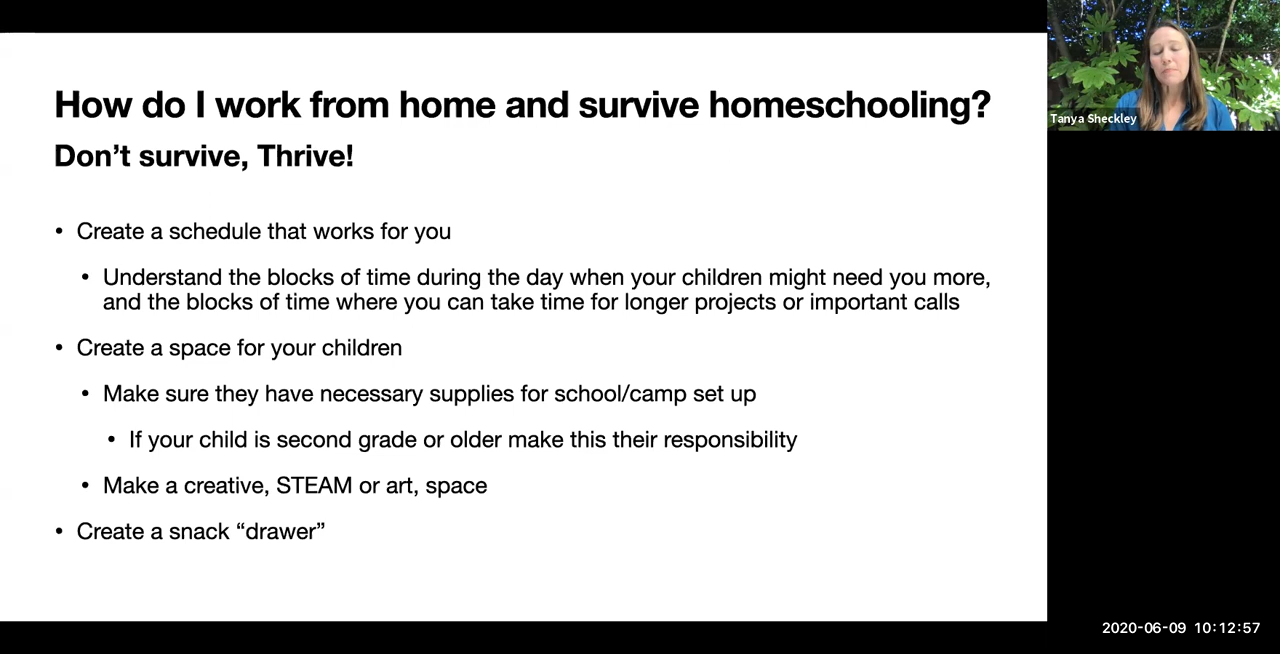 How do I work from home and survive homeschooling?
Don’t survive, Thrive!
• Create a schedule that works for you
• Understand the blocks of time during the day when your children might need you more,
and the blocks of time where you can take time for longer projects or important calls
• Create a space for your children
• Make sure they have necessary supplies for school/camp set up
• If your child is second grade or older make this their responsibility
• Make a creative, STEAM or art, space
• Create a snack “drawer”
Tanya Sheckley
2020-06-09 10:12:57